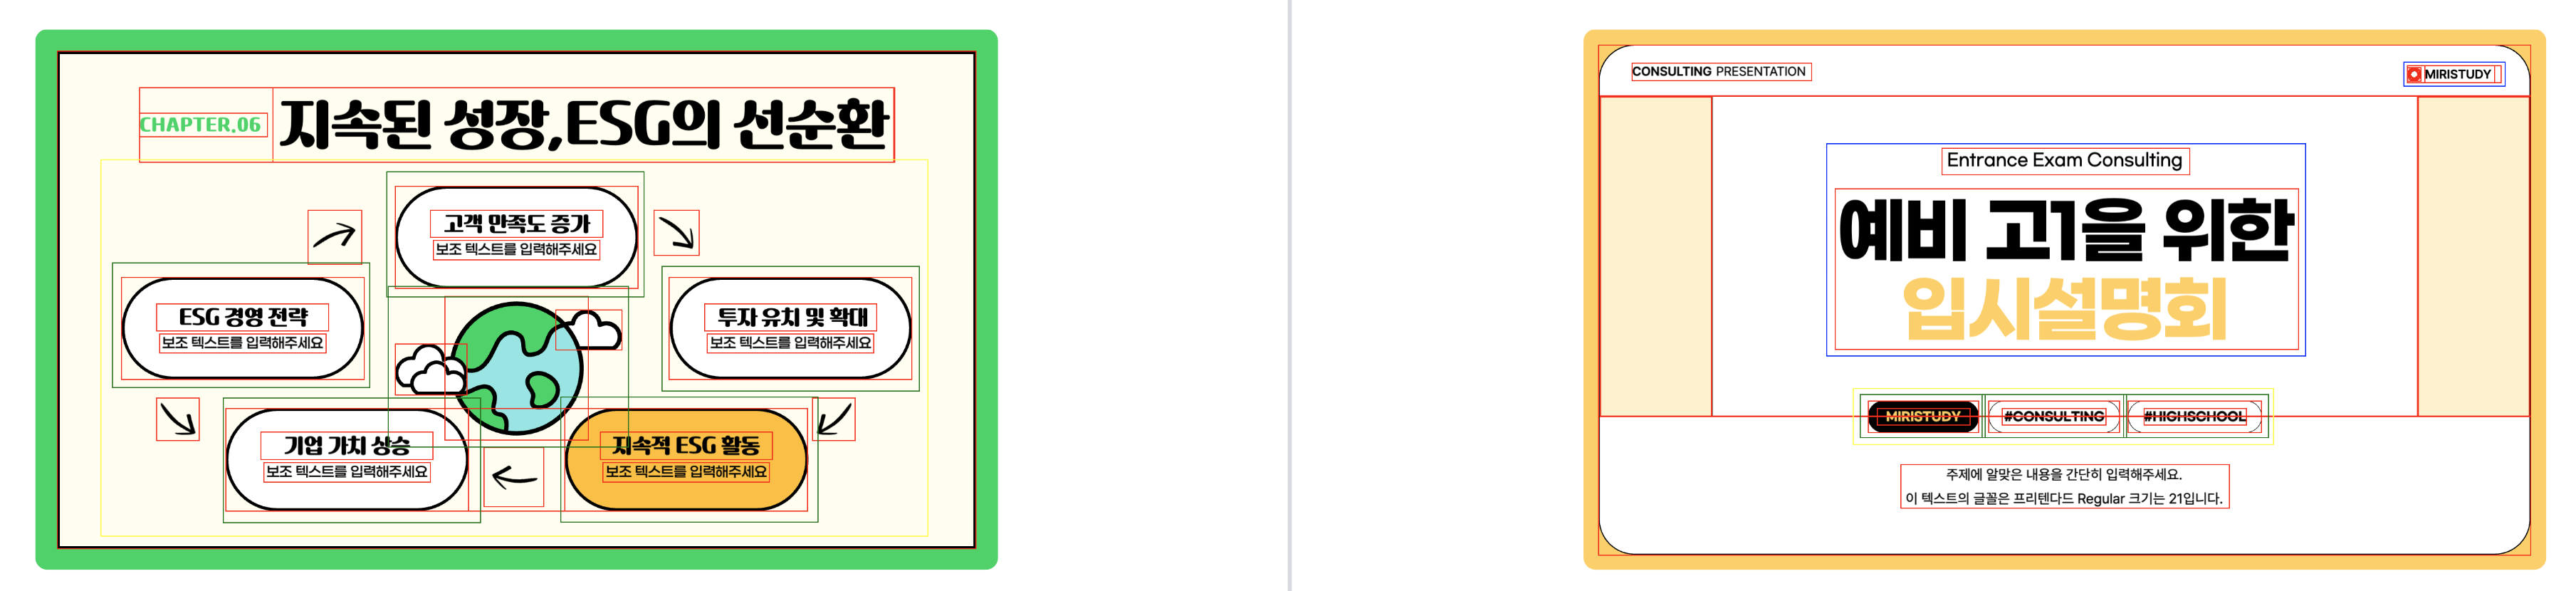 CHAPTER.06 지속된 성장,ESG의 선순환
고객 만족도 증가
보조 텍스트를 입력해주세요
ESG 경영 전략
보조 텍스트를 입력해주세요
투자 유치 및 확대
보조 텍스트를 입력해주세요
기업 가치 상승
보조 텍스트를 입력해주세요
지속적 ESG 활동
보조 텍스트를 입력해주세요
CONSULTING PRESENTATION
MIRISTUDY
Entrance Exam Consulting
예비 고1을 위한
입시설명회
MIRISTUDY #CONSULTING #HIGHSCHOOL
주제에 알맞은 내용을 간단히 입력해주세요.
이 텍스트의 글꼴은 프리텐다드 Regular 크기는 21입니다.